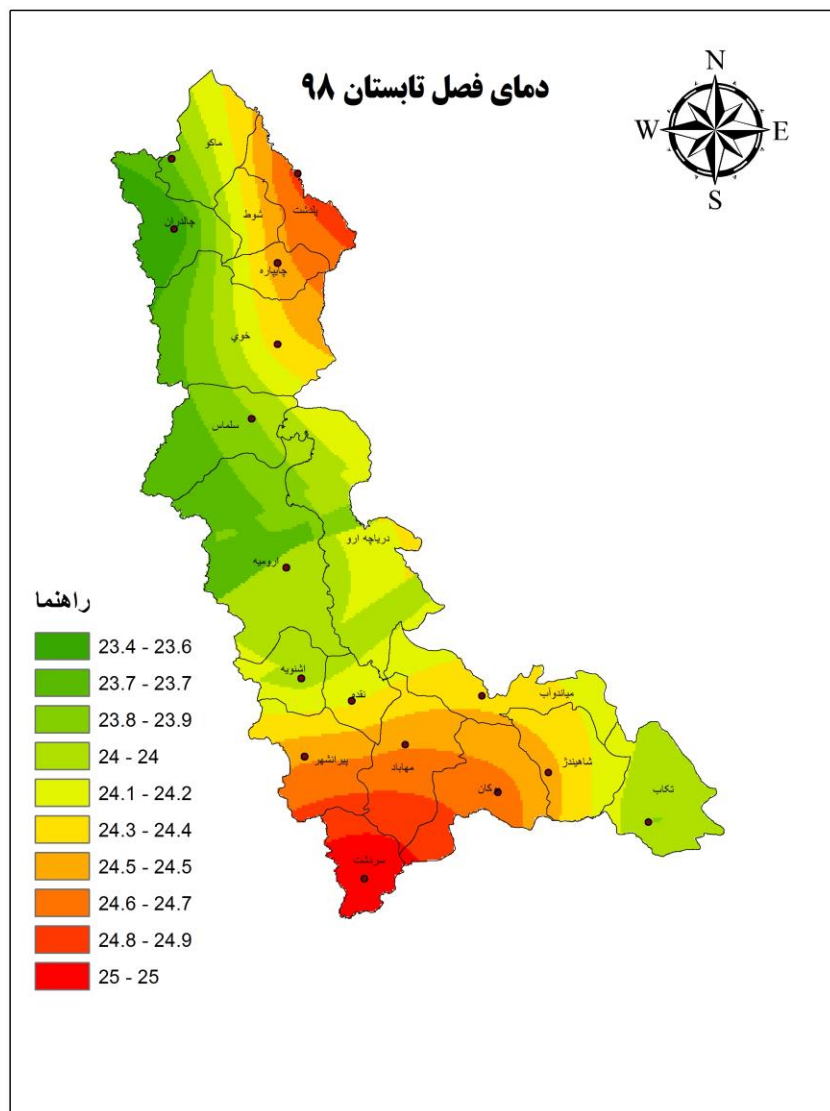 دمای فصل تابستان ۹۸
N
W E
S
ماکو
پلدشت
شوط
چالدران
چایپاره
خوي
سلماس
دریاچه ارو
ارومیه
اشنویه
نقده
میاندوآب
پیرانشهر
مهاباد
شاهیندژ
کان
تکاب
سردشت
راهنما
23.4 - 23.6
23.7 - 23.7
23.8 - 23.9
24 - 24
24.1 - 24.2
24.3 - 24.4
24.5 - 24.5
24.6 - 24.7
24.8 - 24.9
25 - 25